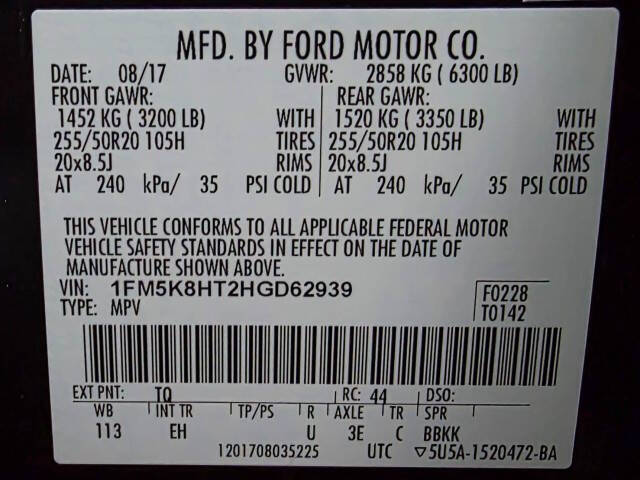 MFD. BY FORD MOTOR CO.
DATE: 08/17 GVWR: 2858 KG ( 6300 LB)
FRONT GAWR: REAR GAWR:
1452 KG ( 3200 LB) WITH 1520 KG ( 3350 LB) WITH
255/50R20 105H TIRES 255/50R20 105H TIRES
20x8.5J RIMS 20x8.5J RIMS
AT 240 kPa/ 35 PSI COLD AT 240 kPa/ 35 PSI COLD
THIS VEHICLE CONFORMS TO ALL APPLICABLE FEDERAL MOTOR
VEHICLE SAFETY STANDARDS IN EFFECT ON THE DATE OF
MANUFACTURE SHOWN ABOVE.
VIN: 1FM5K8HT2HGD62939 F0228
TYPE: MPV T0142
EXT PNT: TQ RC: 44 DSO:
WB INT TR TP/PS R AXLE TR SPR
113 EH U 3E C BBKK
1201708035225 UTC ▽5U5A-1520472-BA